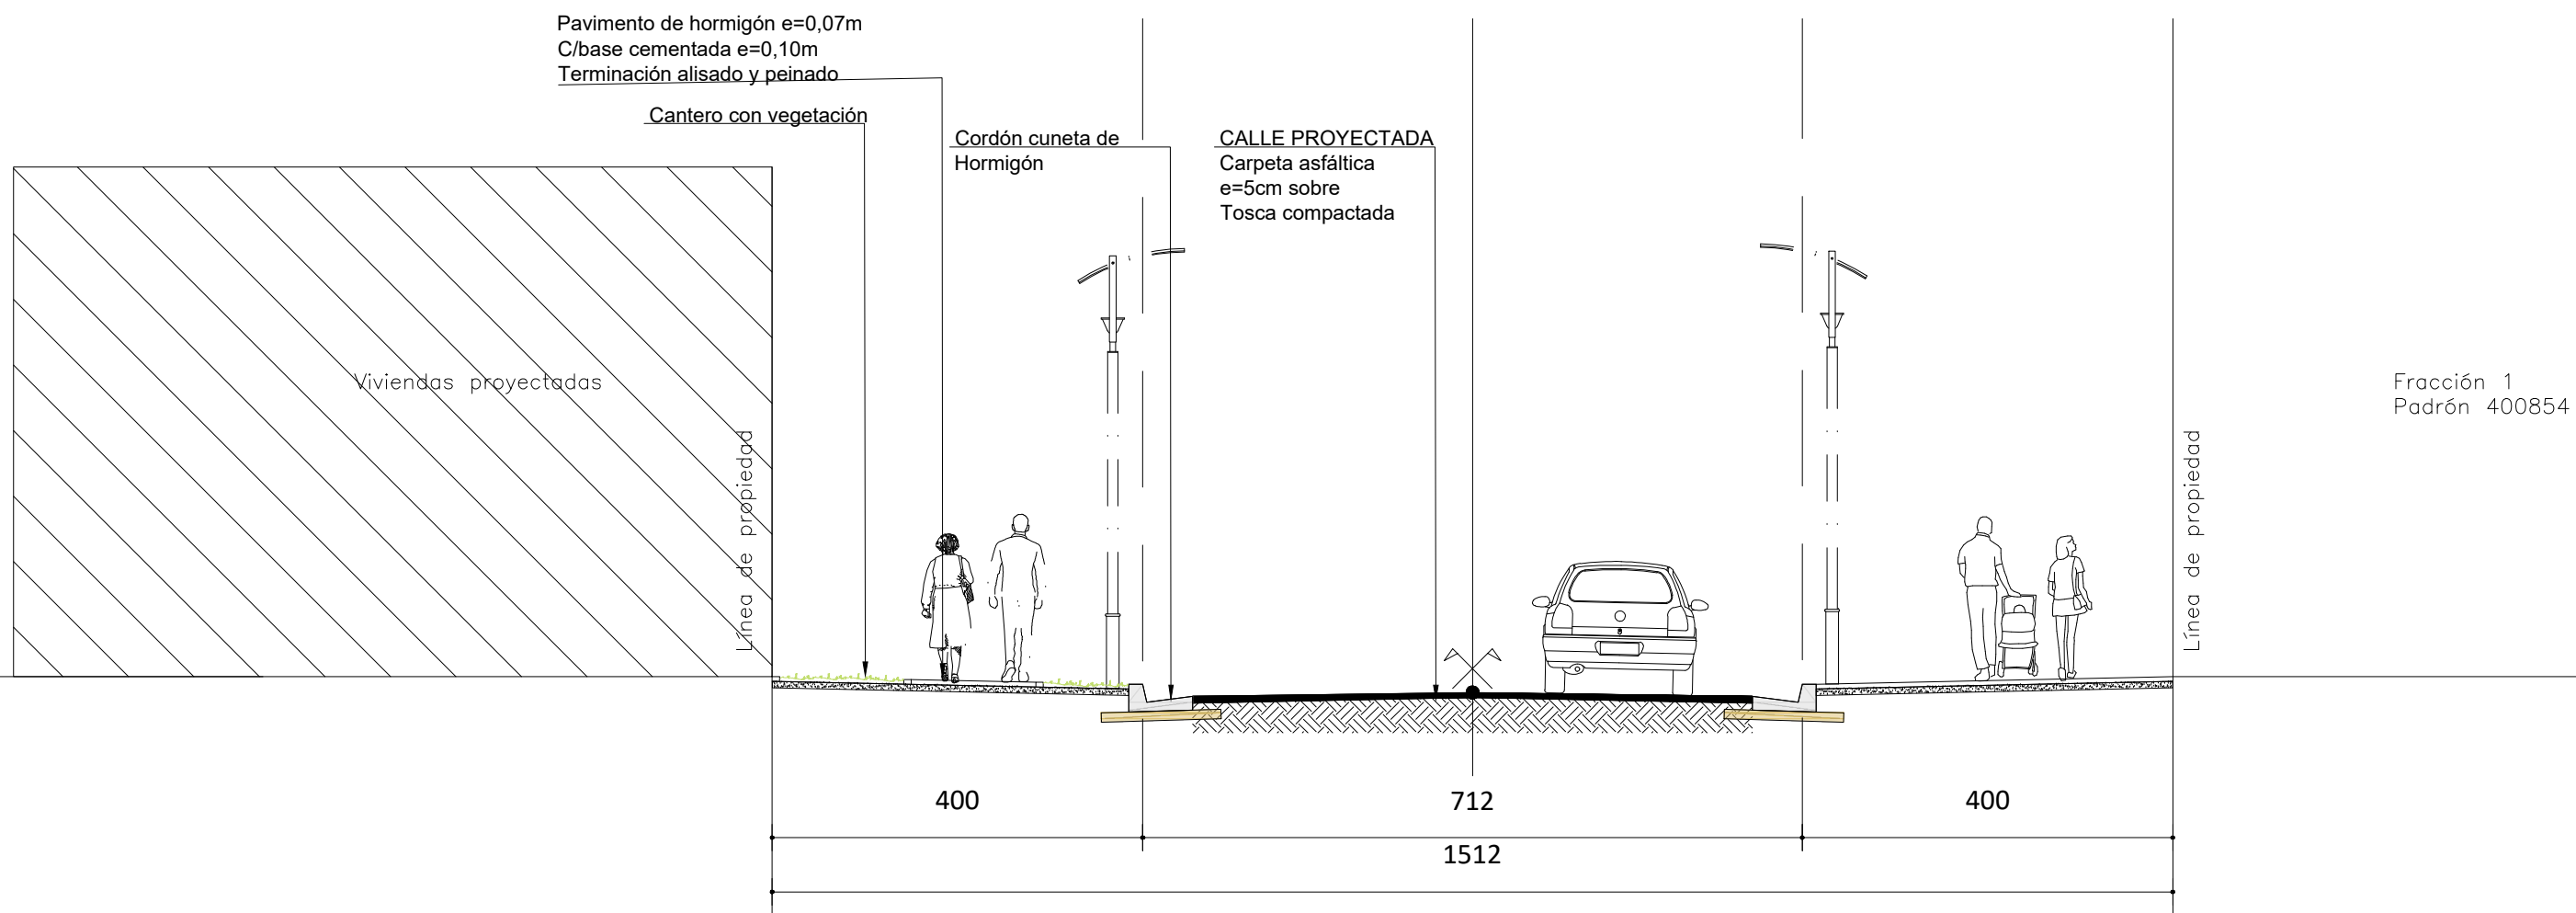 Pavimento de hormigón e=0,07m
C/base cementada e=0,10m
Terminación alisado y peinado
Cantero con vegetación
Cordón cuneta de
Hormigón
CALLE PROYECTADA
Carpeta asfáltica
e=5cm sobre
Tosca compactada
Viviendas proyectadas
Línea de propiedad
Línea de propiedad
Fracción 1
Padrón 400854
400
712
400
1512